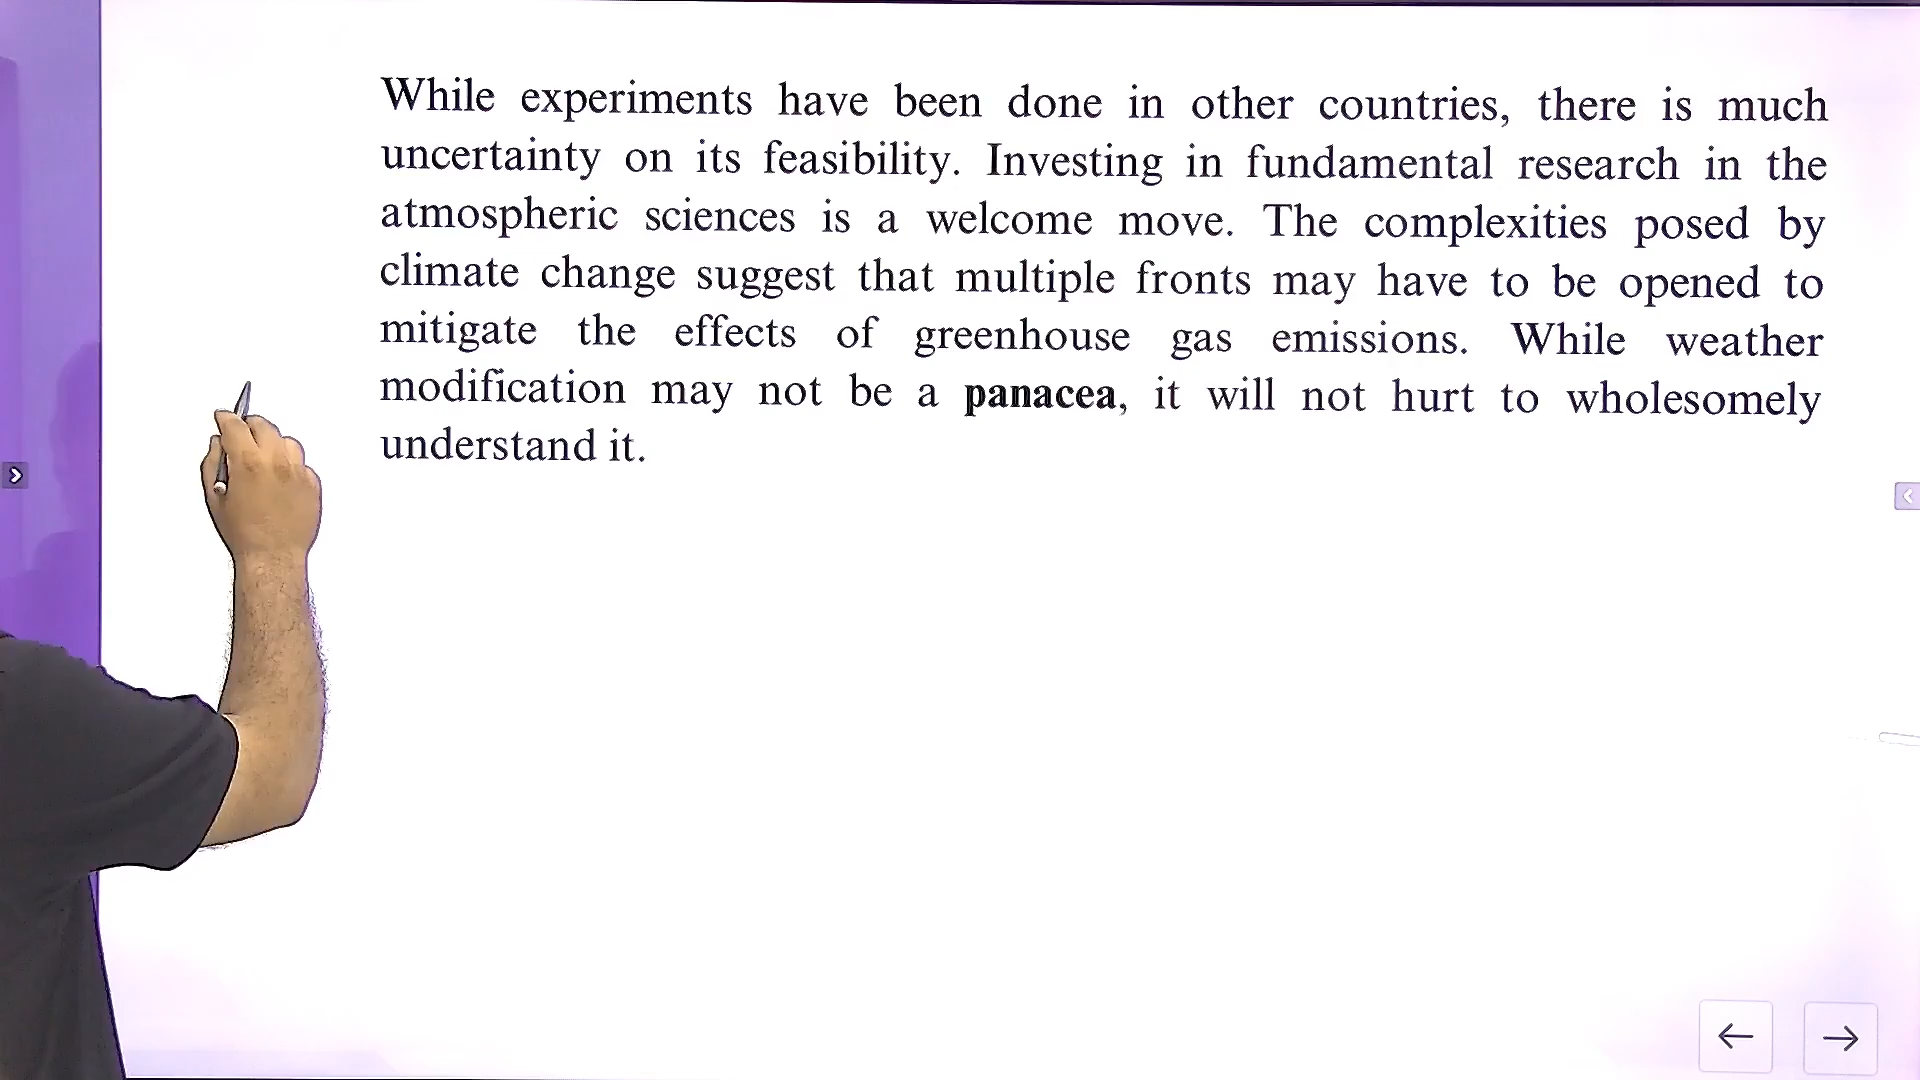 While experiments have been done in other countries, there is much
uncertainty on its feasibility. Investing in fundamental research in the
atmospheric sciences is a welcome move. The complexities posed by
climate change suggest that multiple fronts may have to be opened to
mitigate the effects of greenhouse gas emissions. While weather
modification may not be a panacea, it will not hurt to wholesomely
understand it.